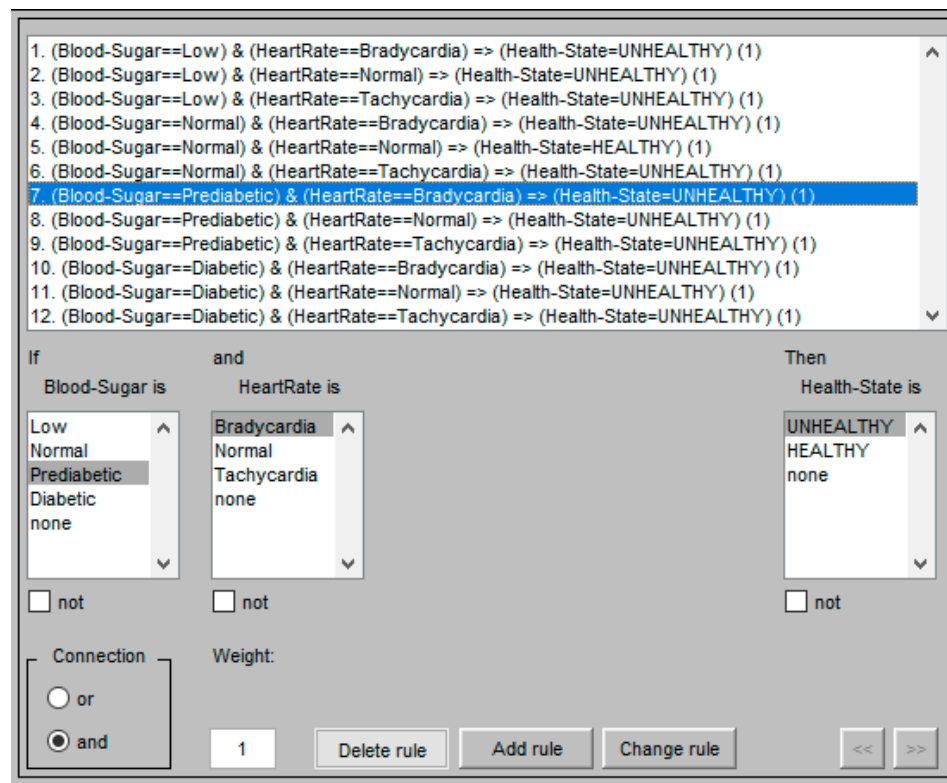 1. (Blood-Sugar==Low) & (HeartRate==Bradycardia) => (Health-State=UNHEALTHY) (1)
2. (Blood-Sugar==Low) & (HeartRate==Normal) => (Health-State=UNHEALTHY) (1)
3. (Blood-Sugar==Low) & (HeartRate==Tachycardia) => (Health-State=UNHEALTHY) (1)
4. (Blood-Sugar==Normal) & (HeartRate==Bradycardia) => (Health-State=UNHEALTHY) (1)
5. (Blood-Sugar==Normal) & (HeartRate==Normal) => (Health-State=HEALTHY) (1)
6. (Blood-Sugar==Normal) & (HeartRate==Tachycardia) => (Health-State=UNHEALTHY) (1)
7. (Blood-Sugar==Prediabetic) & (HeartRate==Bradycardia) => (Health-State=UNHEALTHY) (1)
8. (Blood-Sugar==Prediabetic) & (HeartRate==Normal) => (Health-State=UNHEALTHY) (1)
9. (Blood-Sugar==Prediabetic) & (HeartRate==Tachycardia) => (Health-State=UNHEALTHY) (1)
10. (Blood-Sugar==Diabetic) & (HeartRate==Bradycardia) => (Health-State=UNHEALTHY) (1)
11. (Blood-Sugar==Diabetic) & (HeartRate==Normal) => (Health-State=UNHEALTHY) (1)
12. (Blood-Sugar==Diabetic) & (HeartRate==Tachycardia) => (Health-State=UNHEALTHY) (1)
If
Blood-Sugar is
Low
Normal
Prediabetic
Diabetic
none
not
and
HeartRate is
Bradycardia
Normal
Tachycardia
none
not
Then
Health-State is
UNHEALTHY
HEALTHY
none
not
Connection
or
and
Weight:
1
Delete rule
Add rule
Change rule
<<
>>